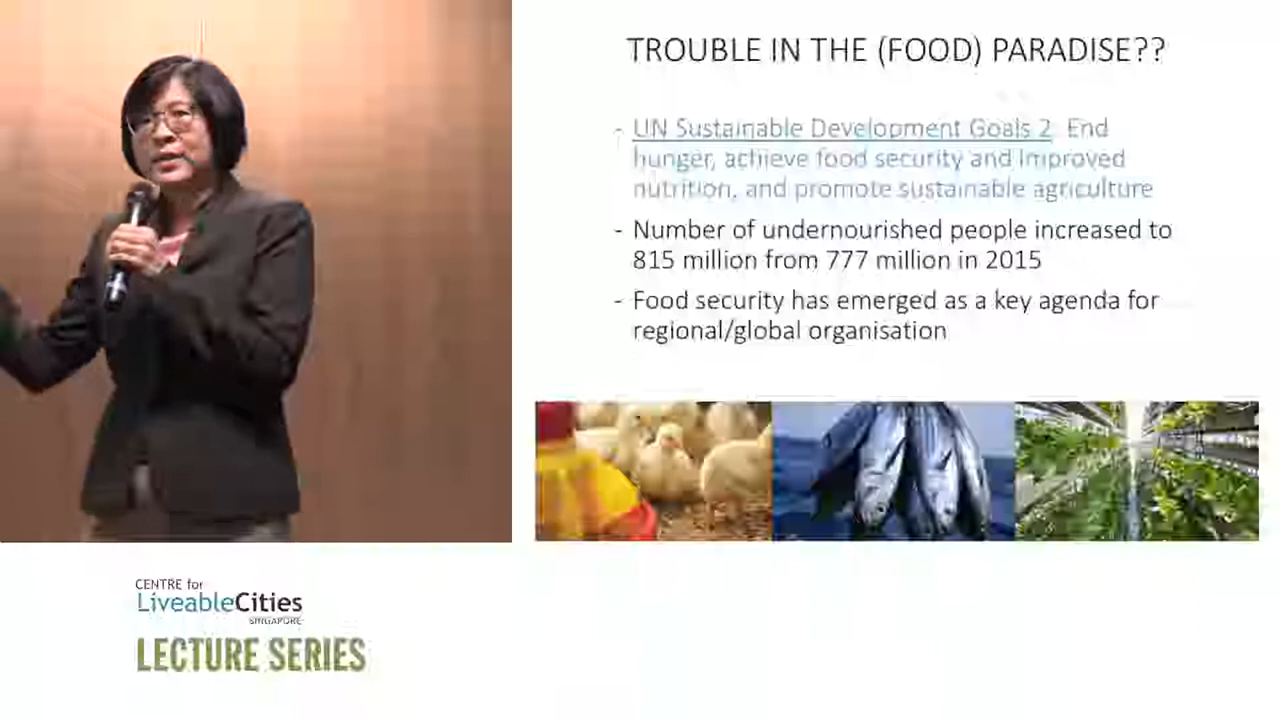 TROUBLE IN THE (FOOD) PARADISE??
- UN Sustainable Development Goals 2: End
hunger, achieve food security and improved
nutrition, and promote sustainable agriculture
- Number of undernourished people increased to
815 million from 777 million in 2015
- Food security has emerged as a key agenda for
regional/global organisation
CENTRE for
LiveableCities
SINGAPORE
LECTURE SERIES